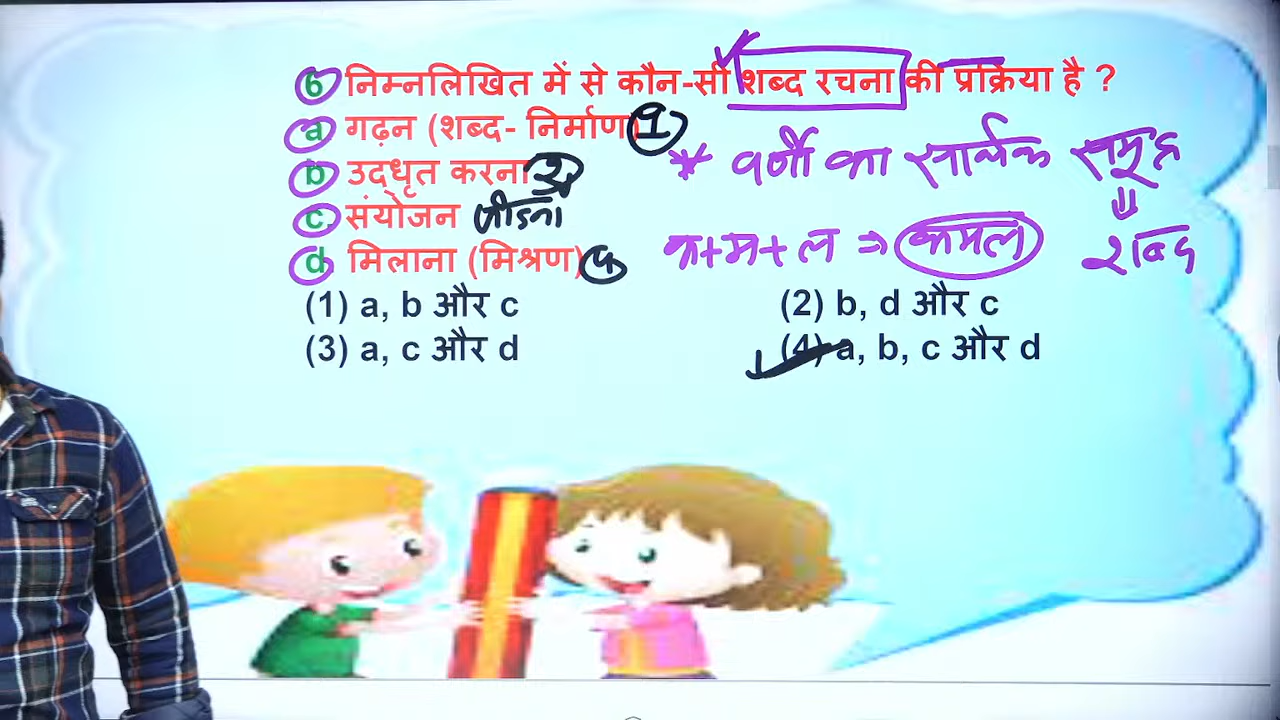 6 निम्नलिखित में से कौन-सी शब्द रचना की प्रक्रिया है ?
a गढ़न (शब्द- निर्माण) 1
* वर्णो का सार्थक समूह
b उद्धृत करना 2
⇓
c संयोजन जोडना
शब्द
क+म+ल ⇒ कमल
d मिलाना (मिश्रण) 4
(1) a, b और c
(2) b, d और c
(3) a, c और d
(4) a, b, c और d